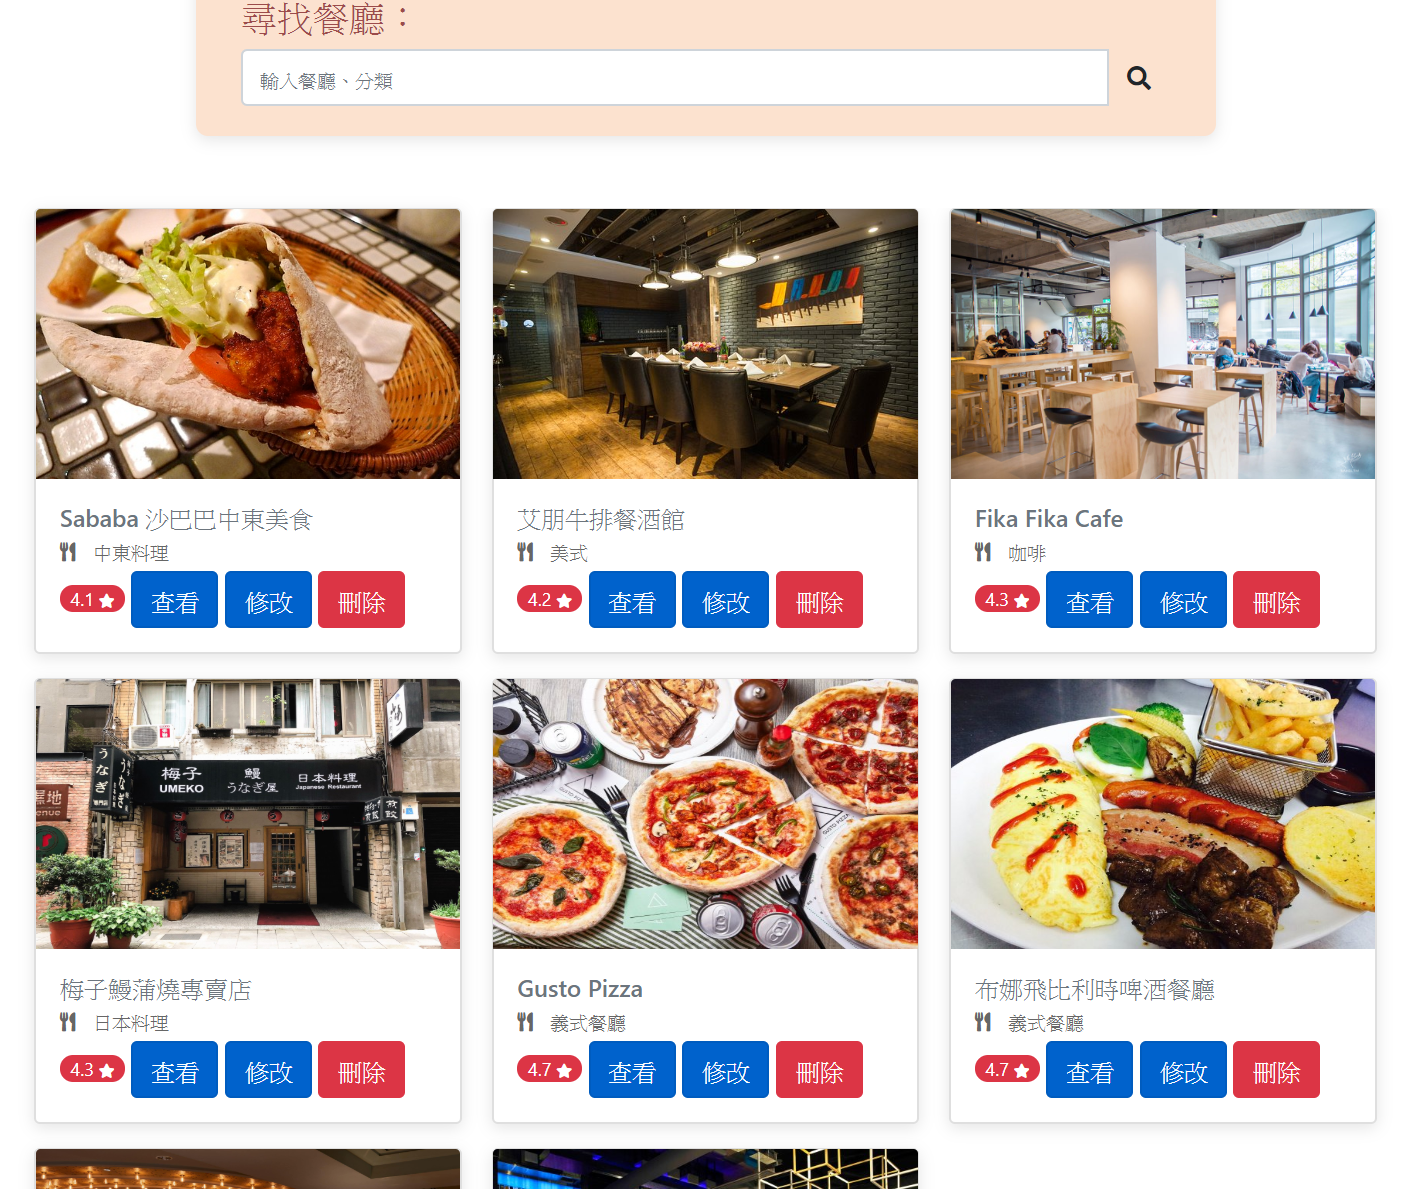 尋找餐廳：
輸入餐廳、分類
Sababa 沙巴巴中東美食
中東料理
4.1 查看 修改 刪除
艾朋牛排餐酒館
美式
4.2 查看 修改 刪除
Fika Fika Cafe
咖啡
4.3 查看 修改 刪除
梅子 鰻 日本料理
UMEKO うなぎ屋 Japanese Restaurant
うなぎ
梅子鰻蒲燒專賣店
日本料理
4.3 查看 修改 刪除
GUSTO PIZZA
Gusto Pizza
義式餐廳
4.7 查看 修改 刪除
布娜飛比利時啤酒餐廳
義式餐廳
4.7 查看 修改 刪除